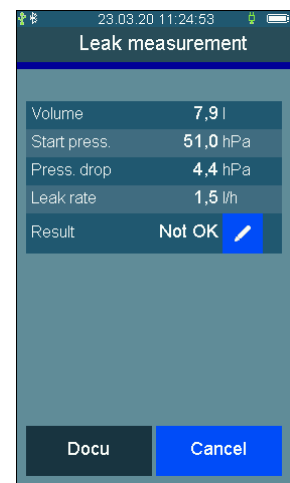 23.03.20 11:24:53
Leak measurement
Volume 7,9 l
Start press. 51,0 hPa
Press. drop 4,4 hPa
Leak rate 1,5 l/h
Result Not OK
Docu Cancel